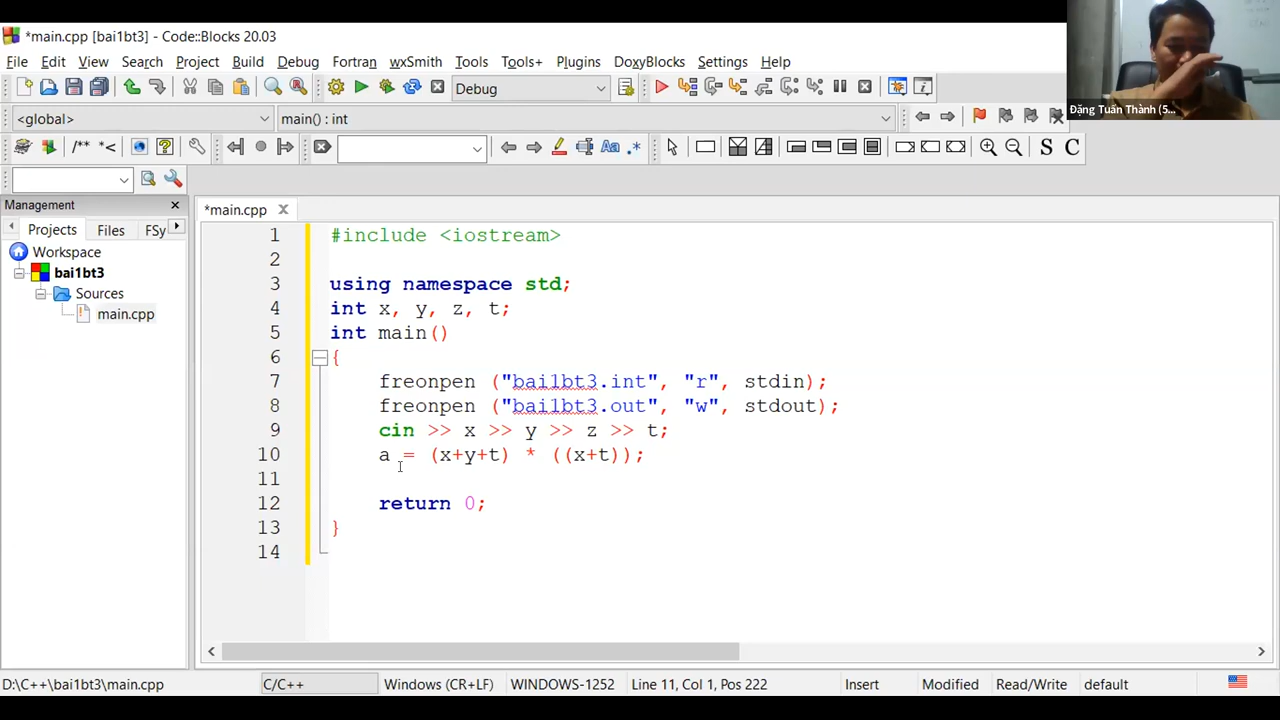 *main.cpp [bai1bt3] - Code::Blocks 20.03
File Edit View Search Project Build Debug Fortran wxSmith Tools Tools+ Plugins DoxyBlocks Settings Help
Debug
Đặng Tuấn Thành (5...
<global> main() : int
/** *< Aa .* S C
Management
*main.cpp
Projects Files FSy
Workspace
bai1bt3
Sources
main.cpp
1 #include <iostream>
2
3 using namespace std;
4 int x, y, z, t;
5 int main()
6 {
7 freonpen ("bai1bt3.int", "r", stdin);
8 freonpen ("bai1bt3.out", "w", stdout);
9 cin >> x >> y >> z >> t;
10 a = (x+y+t) * ((x+t));
11
12 return 0;
13 }
14
D:\C++\bai1bt3\main.cpp C/C++ Windows (CR+LF) WINDOWS-1252 Line 11, Col 1, Pos 222 Insert Modified Read/Write default